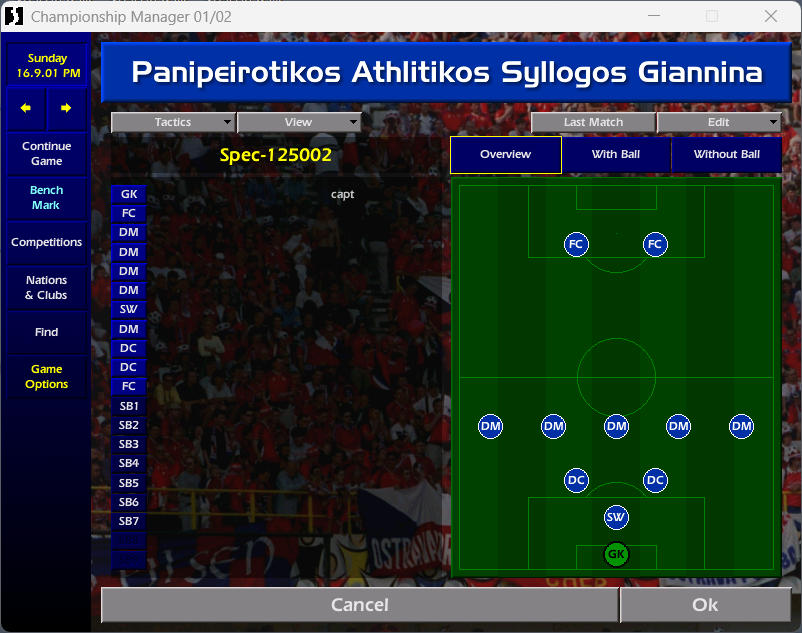 Championship Manager 01/02
Sunday
16.9.01 PM
Continue
Game
Bench
Mark
Competitions
Nations
& Clubs
Find
Game
Options
Panipeirotikos Athlitikos Syllogos Giannina
Tactics View Last Match Edit
Spec-125002
Overview With Ball Without Ball
GK capt
FC
DM
DM
DM
DM
SW
DM
DC
DC
FC
SB1
SB2
SB3
SB4
SB5
SB6
SB7
FC FC
DM DM DM DM DM
DC DC
SW
GK
OSTRAVA
CHEB
Cancel Ok